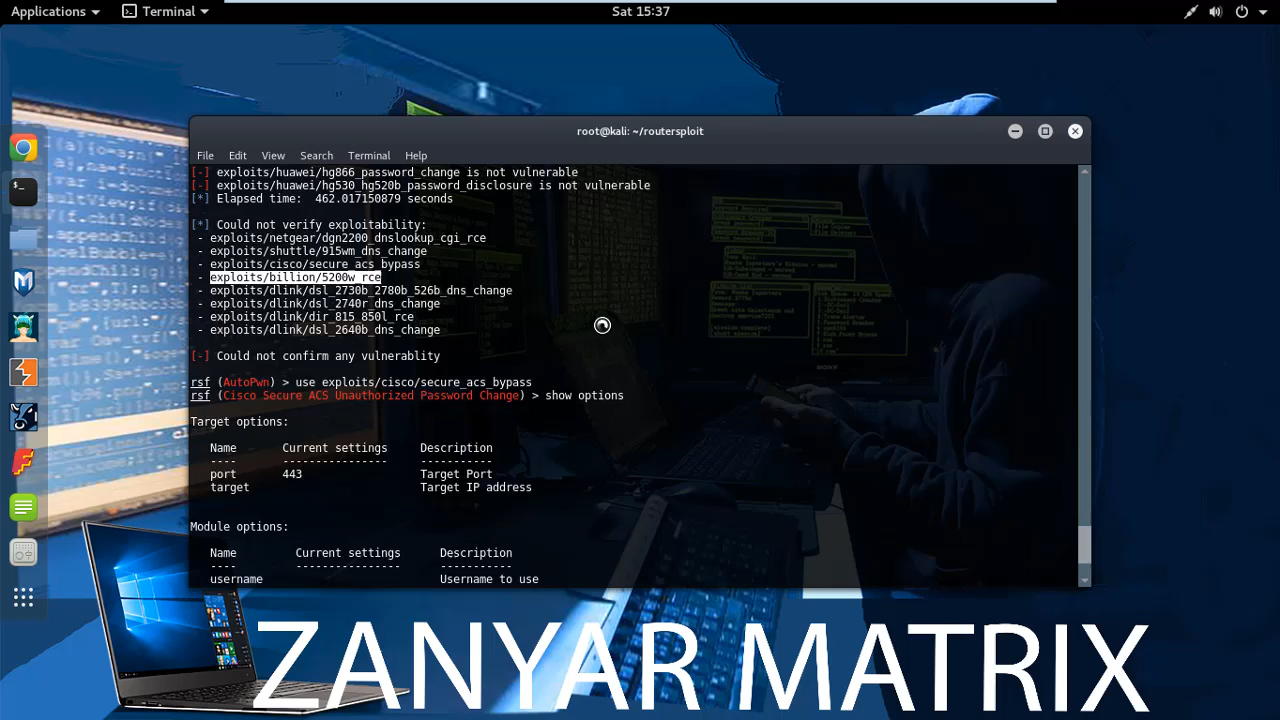 Applications
Terminal
Sat 15:37
root@kali: ~/routersploit
File Edit View Search Terminal Help
[-] exploits/huawei/hg866_password_change is not vulnerable
[-] exploits/huawei/hg530_hg520b_password_disclosure is not vulnerable
[*] Elapsed time:  462.017150879 seconds
[*] Could not verify exploitability:
- exploits/netgear/dgn2200_dnslookup_cgi_rce
- exploits/shuttle/915wm_dns_change
- exploits/cisco/secure_acs_bypass
- exploits/billion/5200w_rce
- exploits/dlink/dsl_2730b_2780b_526b_dns_change
- exploits/dlink/dsl_2740r_dns_change
- exploits/dlink/dir_815_850l_rce
- exploits/dlink/dsl_2640b_dns_change
[-] Could not confirm any vulnerablity
rsf (AutoPwn) > use exploits/cisco/secure_acs_bypass
rsf (Cisco Secure ACS Unauthorized Password Change) > show options
Target options:
Name       Current settings     Description
----       ----------------     -----------
port       443                  Target Port
target                          Target IP address
Module options:
Name         Current settings      Description
----         ----------------      -----------
username                           Username to use
ZANYAR MATRIX